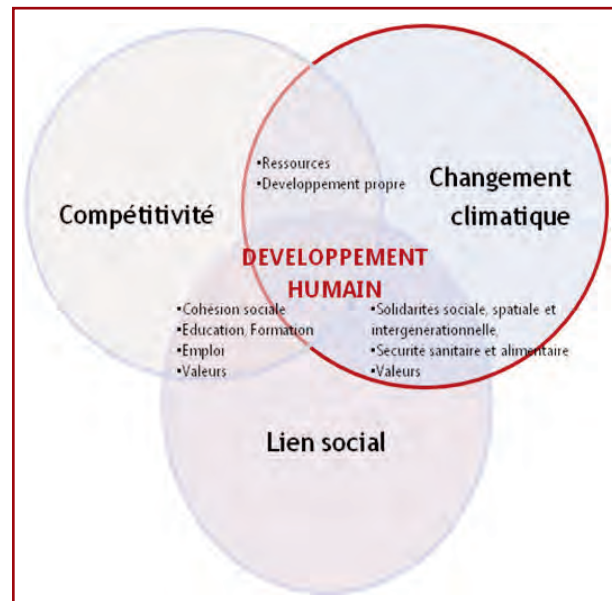 •Ressources
•Developpement propre
Compétitivité
Changement
climatique
DEVELOPPEMENT
HUMAIN
•Cohésion sociale
•Education, Formation
•Emploi
•Valeurs
•Solidarités sociale, spatiale et
intergenerationnelle,
•Securite sanitaire et alimentaire
•Valeurs
Lien social